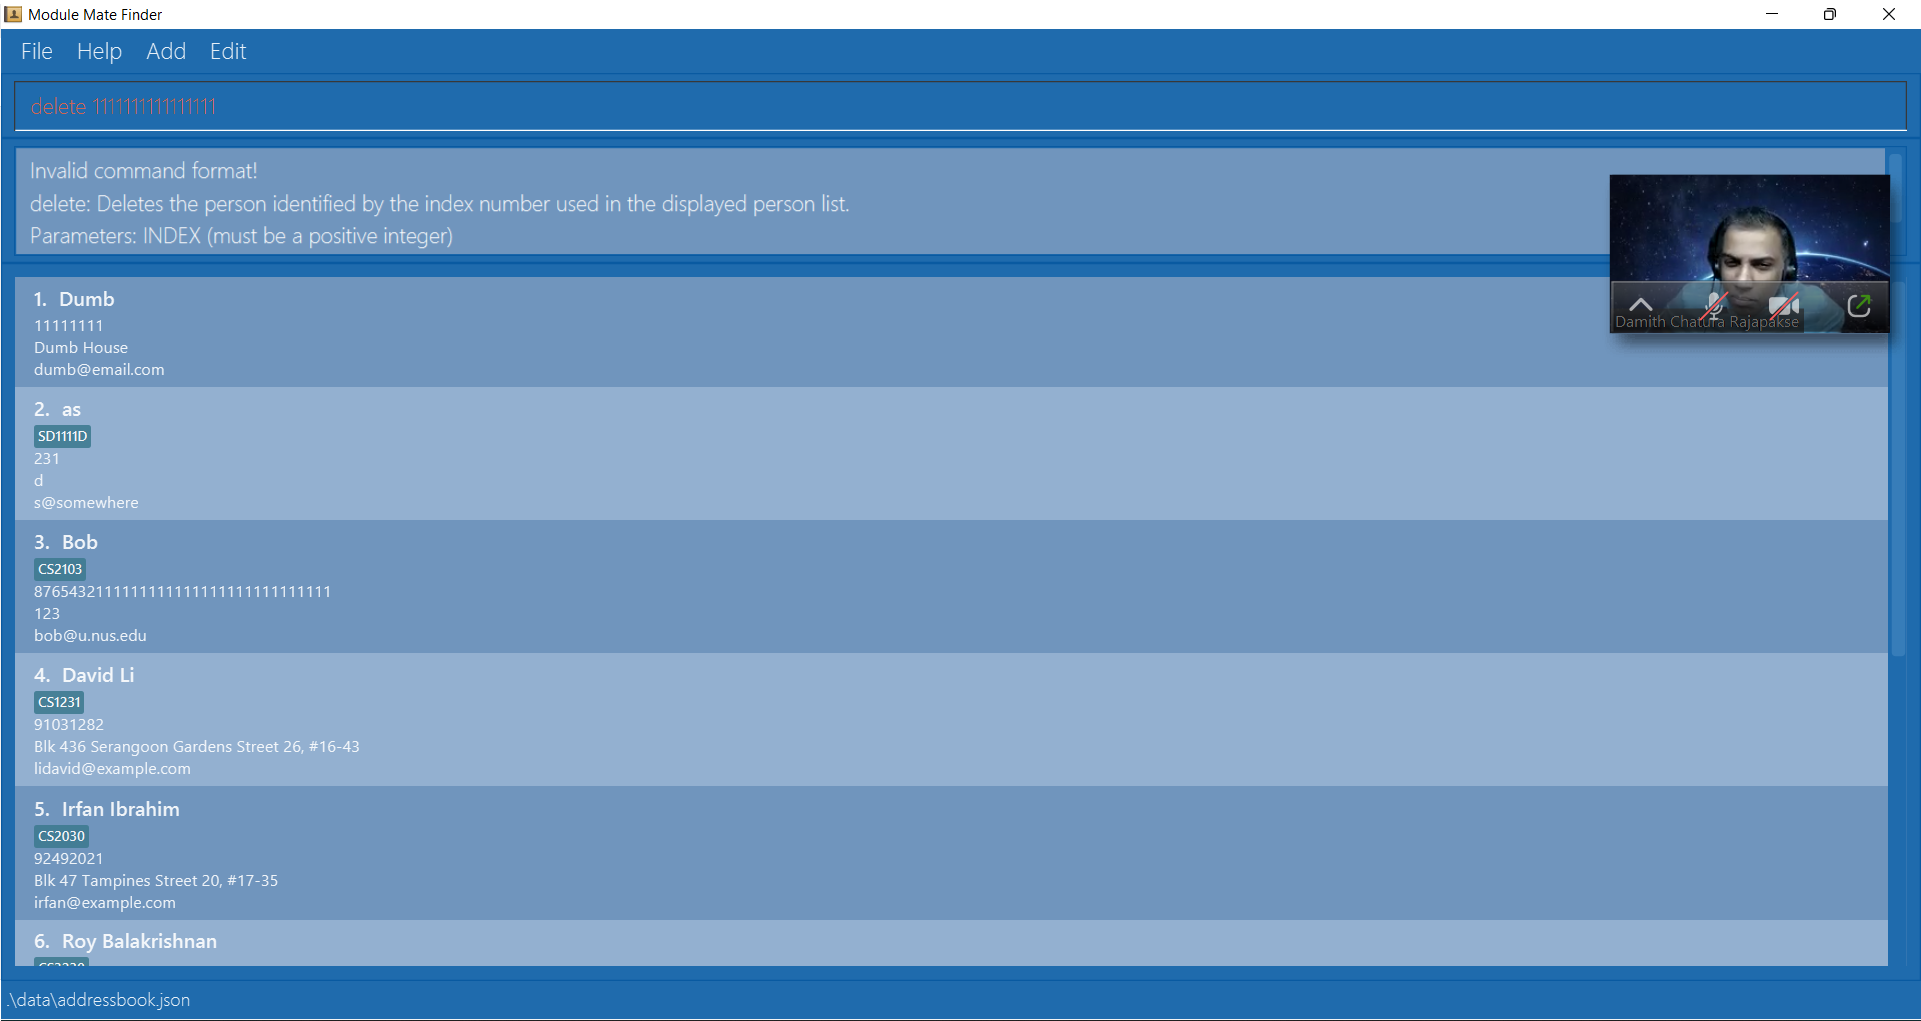 Module Mate Finder
File Help Add Edit
delete 1111111111111111
Invalid command format!
delete: Deletes the person identified by the index number used in the displayed person list.
Parameters: INDEX (must be a positive integer)
Damith Chatura Rajapakse
1. Dumb
11111111
Dumb House
dumb@email.com
2. as
SD1111D
231
d
s@somewhere
3. Bob
CS2103
123
bob@u.nus.edu
4. David Li
CS1231
91031282
Blk 436 Serangoon Gardens Street 26, #16-43
lidavid@example.com
5. Irfan Ibrahim
CS2030
92492021
Blk 47 Tampines Street 20, #17-35
irfan@example.com
6. Roy Balakrishnan
.\data\addressbook.json